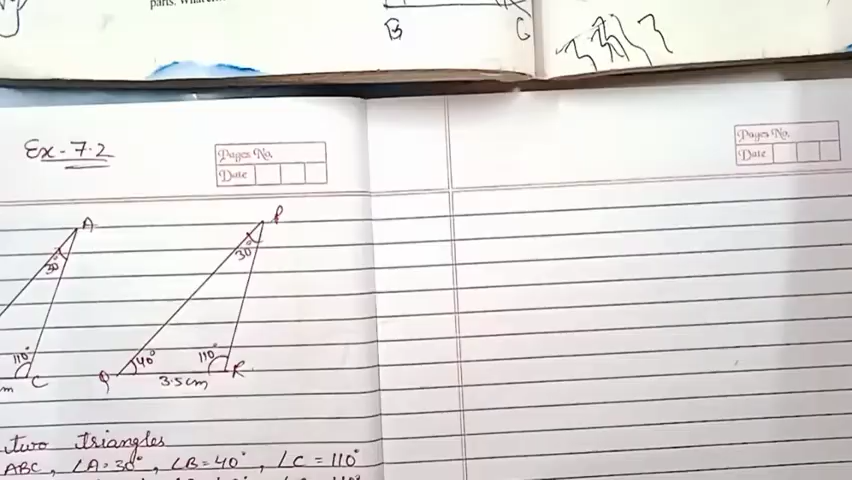 parts.
B
C
Ex-7.2
Pages No.
Date
Pages No.
Date
A
P
30°
30°
110°
40°
110°
m
C
Q
3.5cm
R
two triangles
ABC, ∠A=30°, ∠B=40°, ∠C=110°